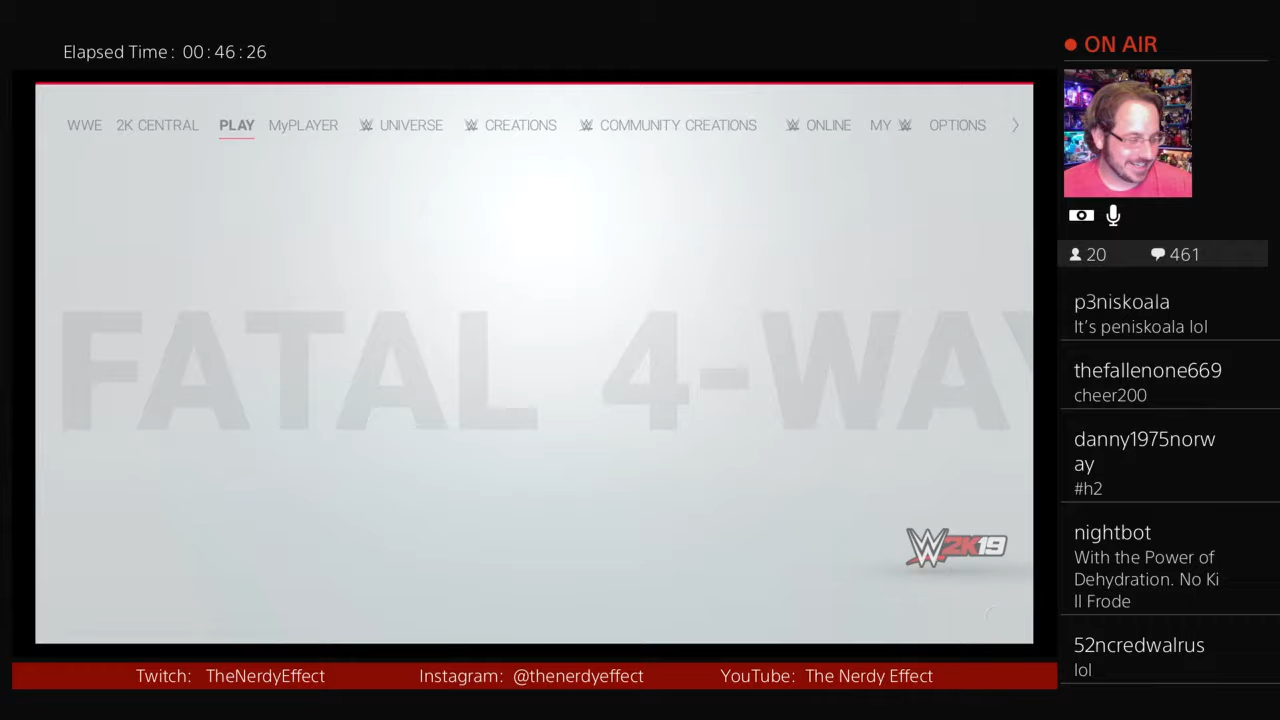 Elapsed Time: 00:46:26
ON AIR
WWE 2K CENTRAL PLAY MyPLAYER UNIVERSE CREATIONS COMMUNITY CREATIONS ONLINE MY OPTIONS
20 461
p3niskoala
It's peniskoala lol
thefallenone669
cheer200
danny1975norw
ay
#h2
nightbot
With the Power of
Dehydration. No Ki
ll Frode
52ncredwalrus
lol
FATAL 4-WAY
W 2K19
Twitch: TheNerdyEffect Instagram: @thenerdyeffect YouTube: The Nerdy Effect